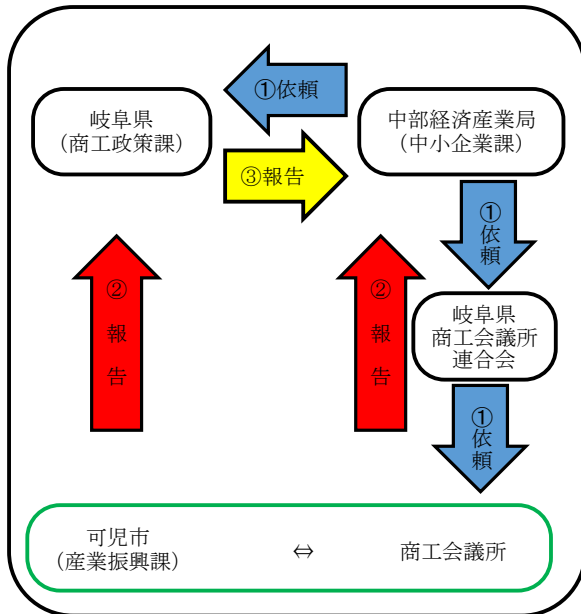 ①依頼
岐阜県
(商工政策課)
中部経済産業局
(中小企業課)
③報告
①
依
頼
②
報
告
②
報
告
岐阜県
商工会議所
連合会
①
依
頼
可児市
(産業振興課)
⇔
商工会議所